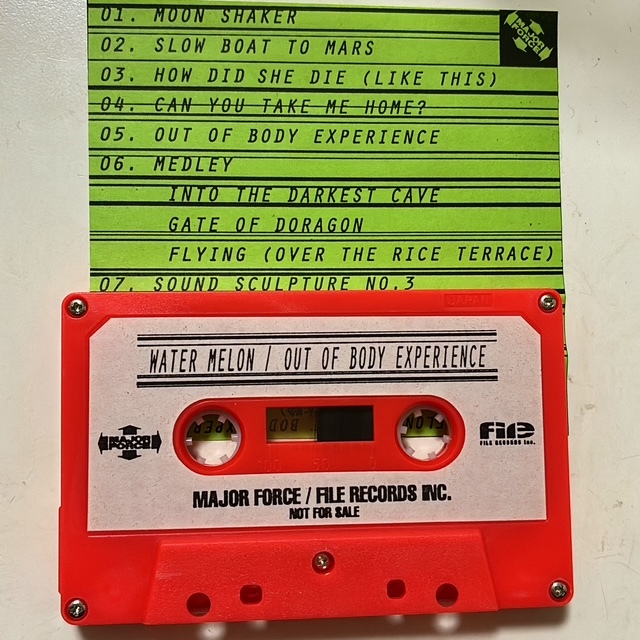 01. MOON SHAKER
02. SLOW BOAT TO MARS
03. HOW DID SHE DIE (LIKE THIS)
04. CAN YOU TAKE ME HOME?
05. OUT OF BODY EXPERIENCE
06. MEDLEY
INTO THE DARKEST CAVE
GATE OF DORAGON
FLYING (OVER THE RICE TERRACE)
07. SOUND SCULPTURE NO.3
MAJOR FORCE
JAPAN
WATER MELON / OUT OF BODY EXPERIENCE
MAJOR FORCE
FILE
FILE RECORDS Inc.
MAJOR FORCE / FILE RECORDS INC.
NOT FOR SALE